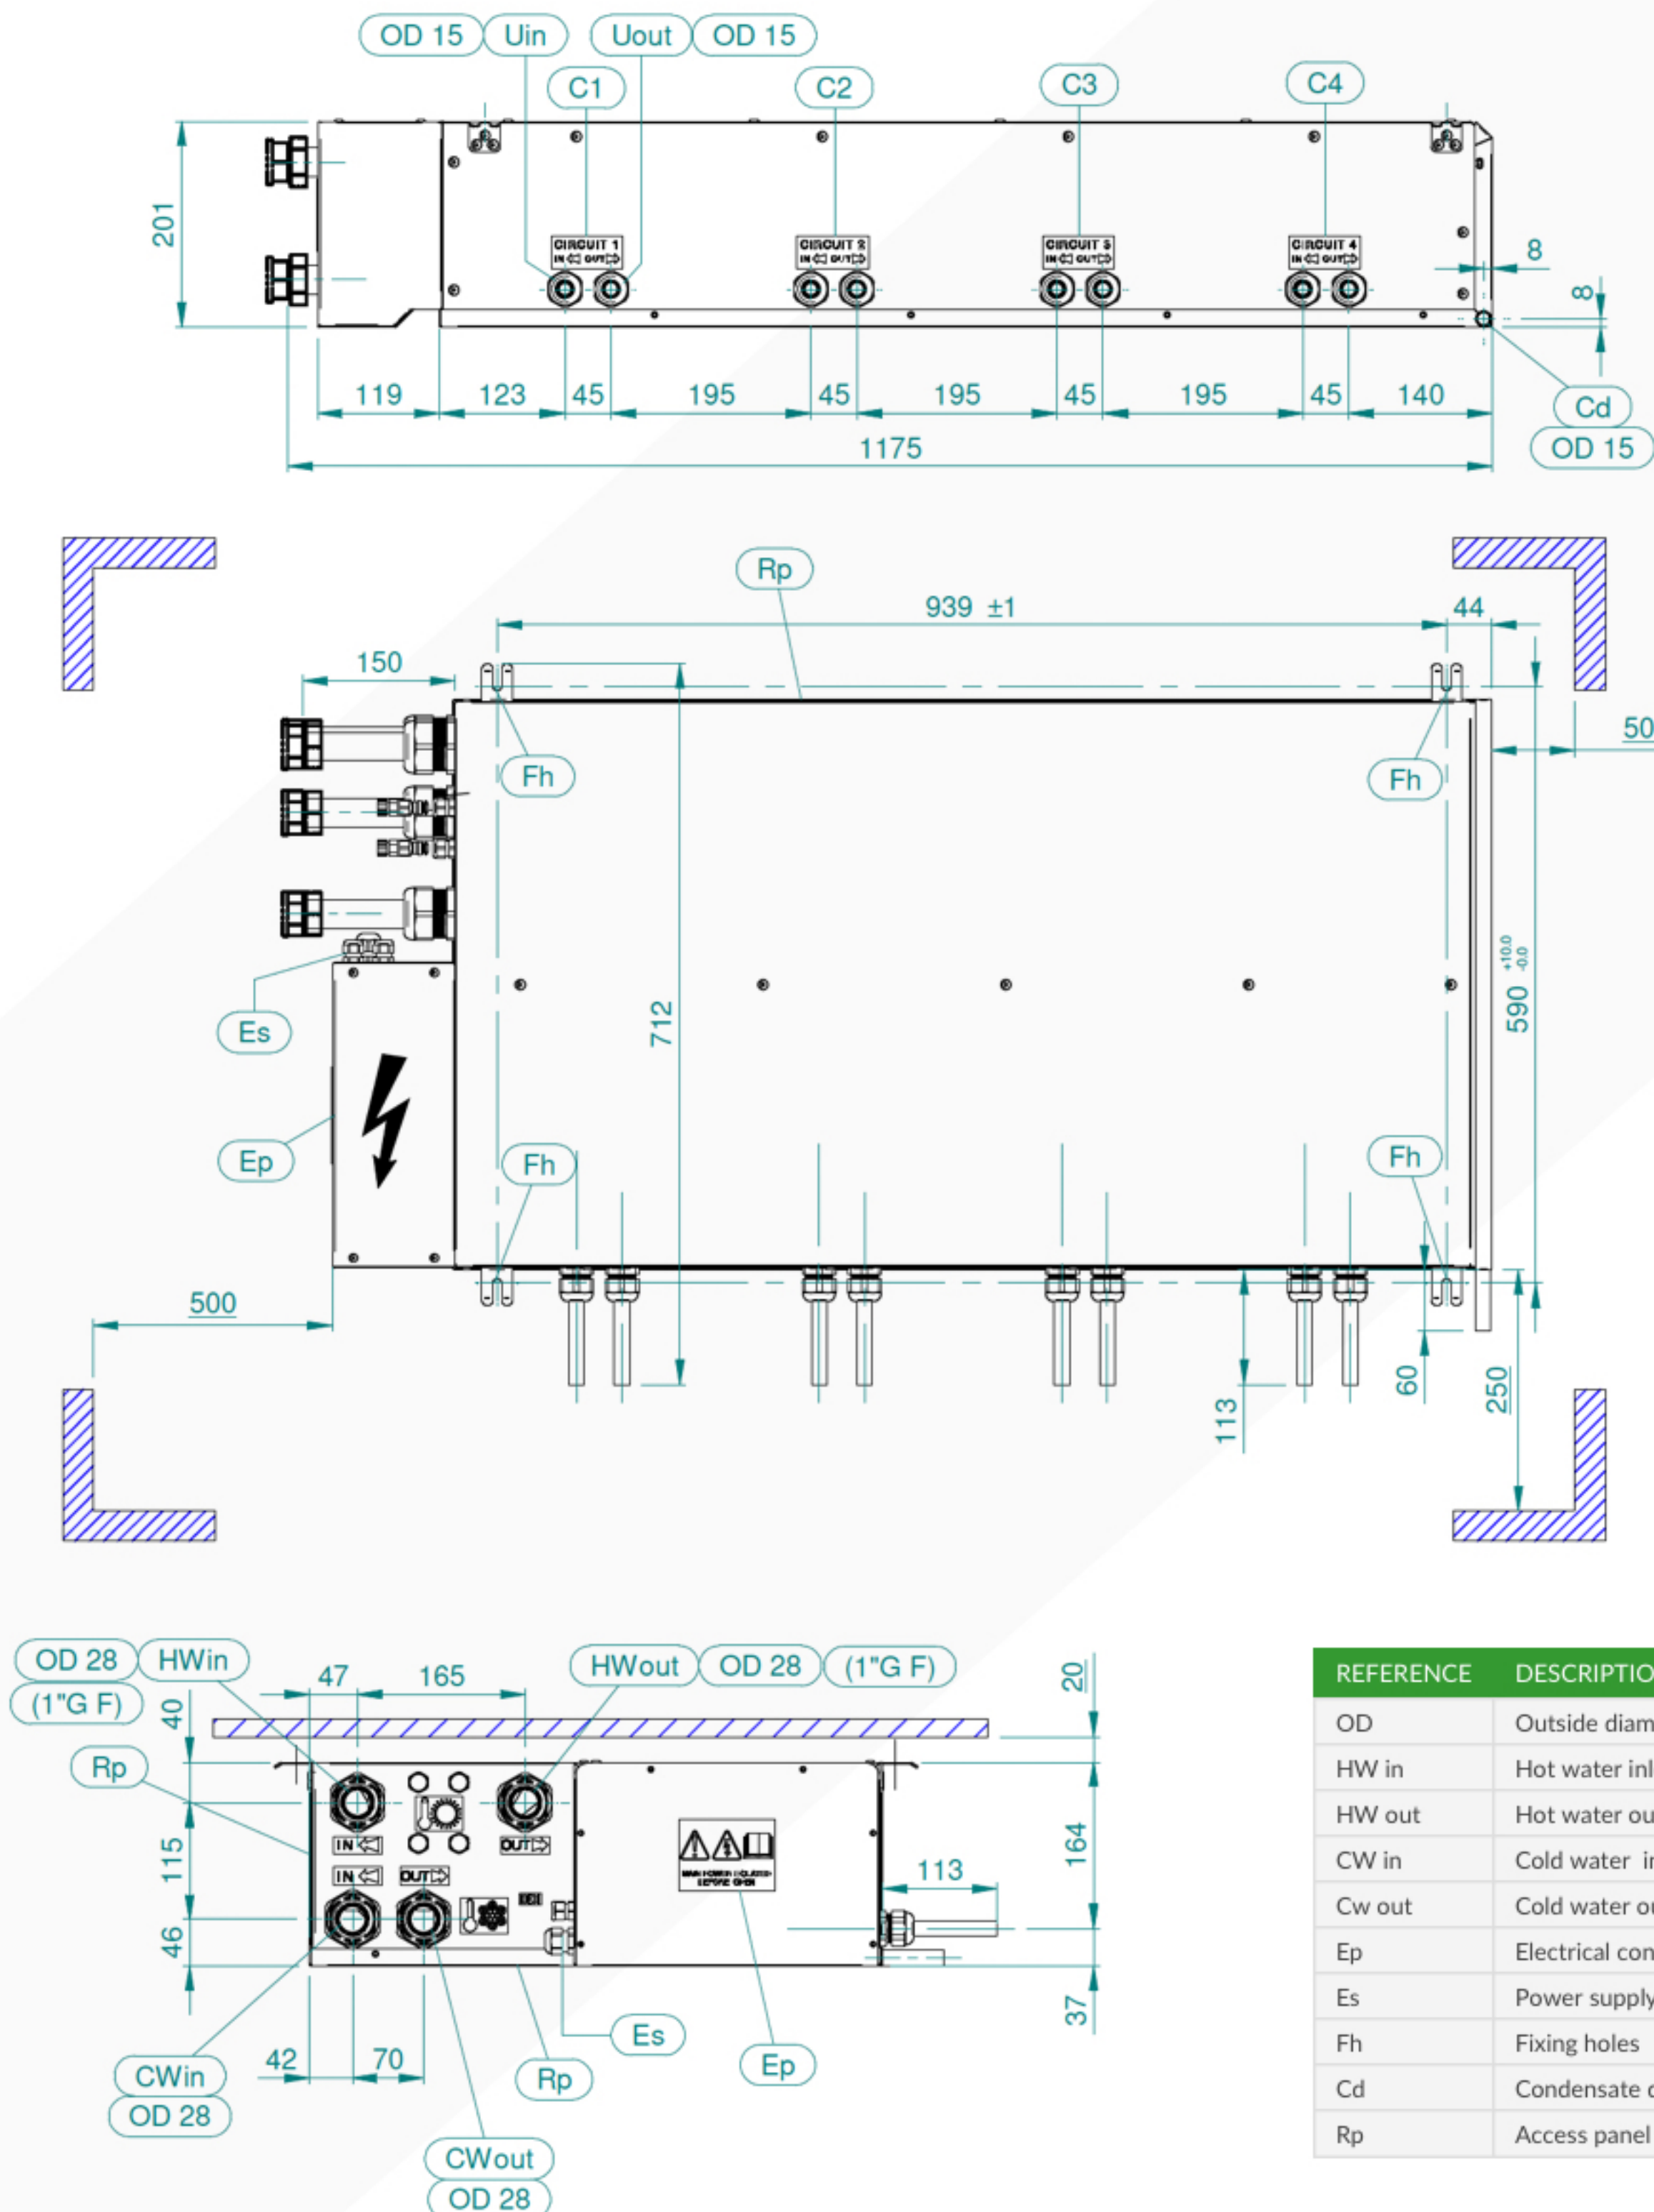 OD 15 Uin Uout OD 15
C1 C2 C3 C4
201
CIRCUIT 1 CIRCUIT 2 CIRCUIT 3 CIRCUIT 4
IN OUT IN OUT IN OUT IN OUT
8
8
119 123 45 195 45 195 45 195 45 140
Cd
OD 15
1175
Rp
939 ±1 44
150
50
Fh Fh
712
590 +10.0 -0.0
Es
Ep
Fh Fh
500
60
113
250
OD 28 HWin
(1"G F)
47 165
HWout OD 28 (1"G F)
20
40
Rp
IN OUT
115
IN OUT
164
113
MAIN POWER ISOLATED
BEFORE OPEN
46
37
Es
Ep
42 70
Rp
CWin
OD 28
CWout
OD 28
REFERENCE DESCRIPTIO
OD Outside diam
HW in Hot water inl
HW out Hot water ou
CW in Cold water in
Cw out Cold water ou
Ep Electrical con
Es Power supply
Fh Fixing holes
Cd Condensate d
Rp Access panel